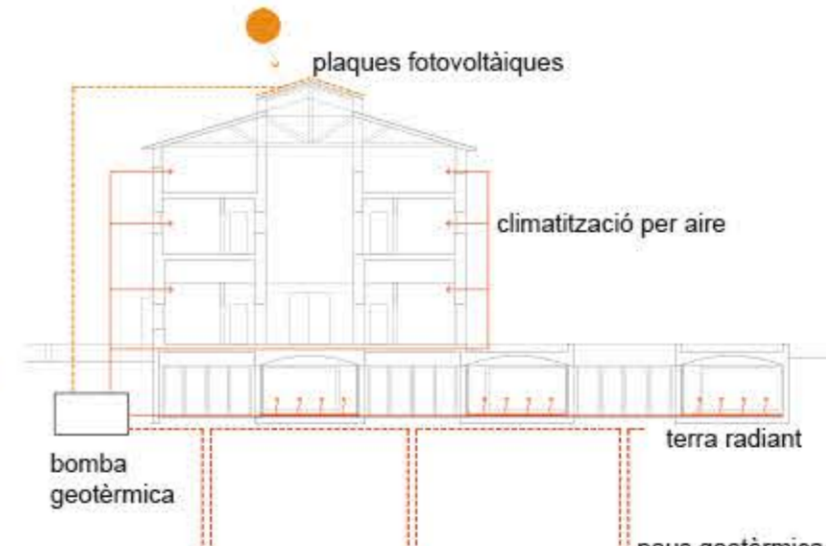 plaques fotovoltàiques
climatització per aire
terra radiant
bomba
geotèrmica